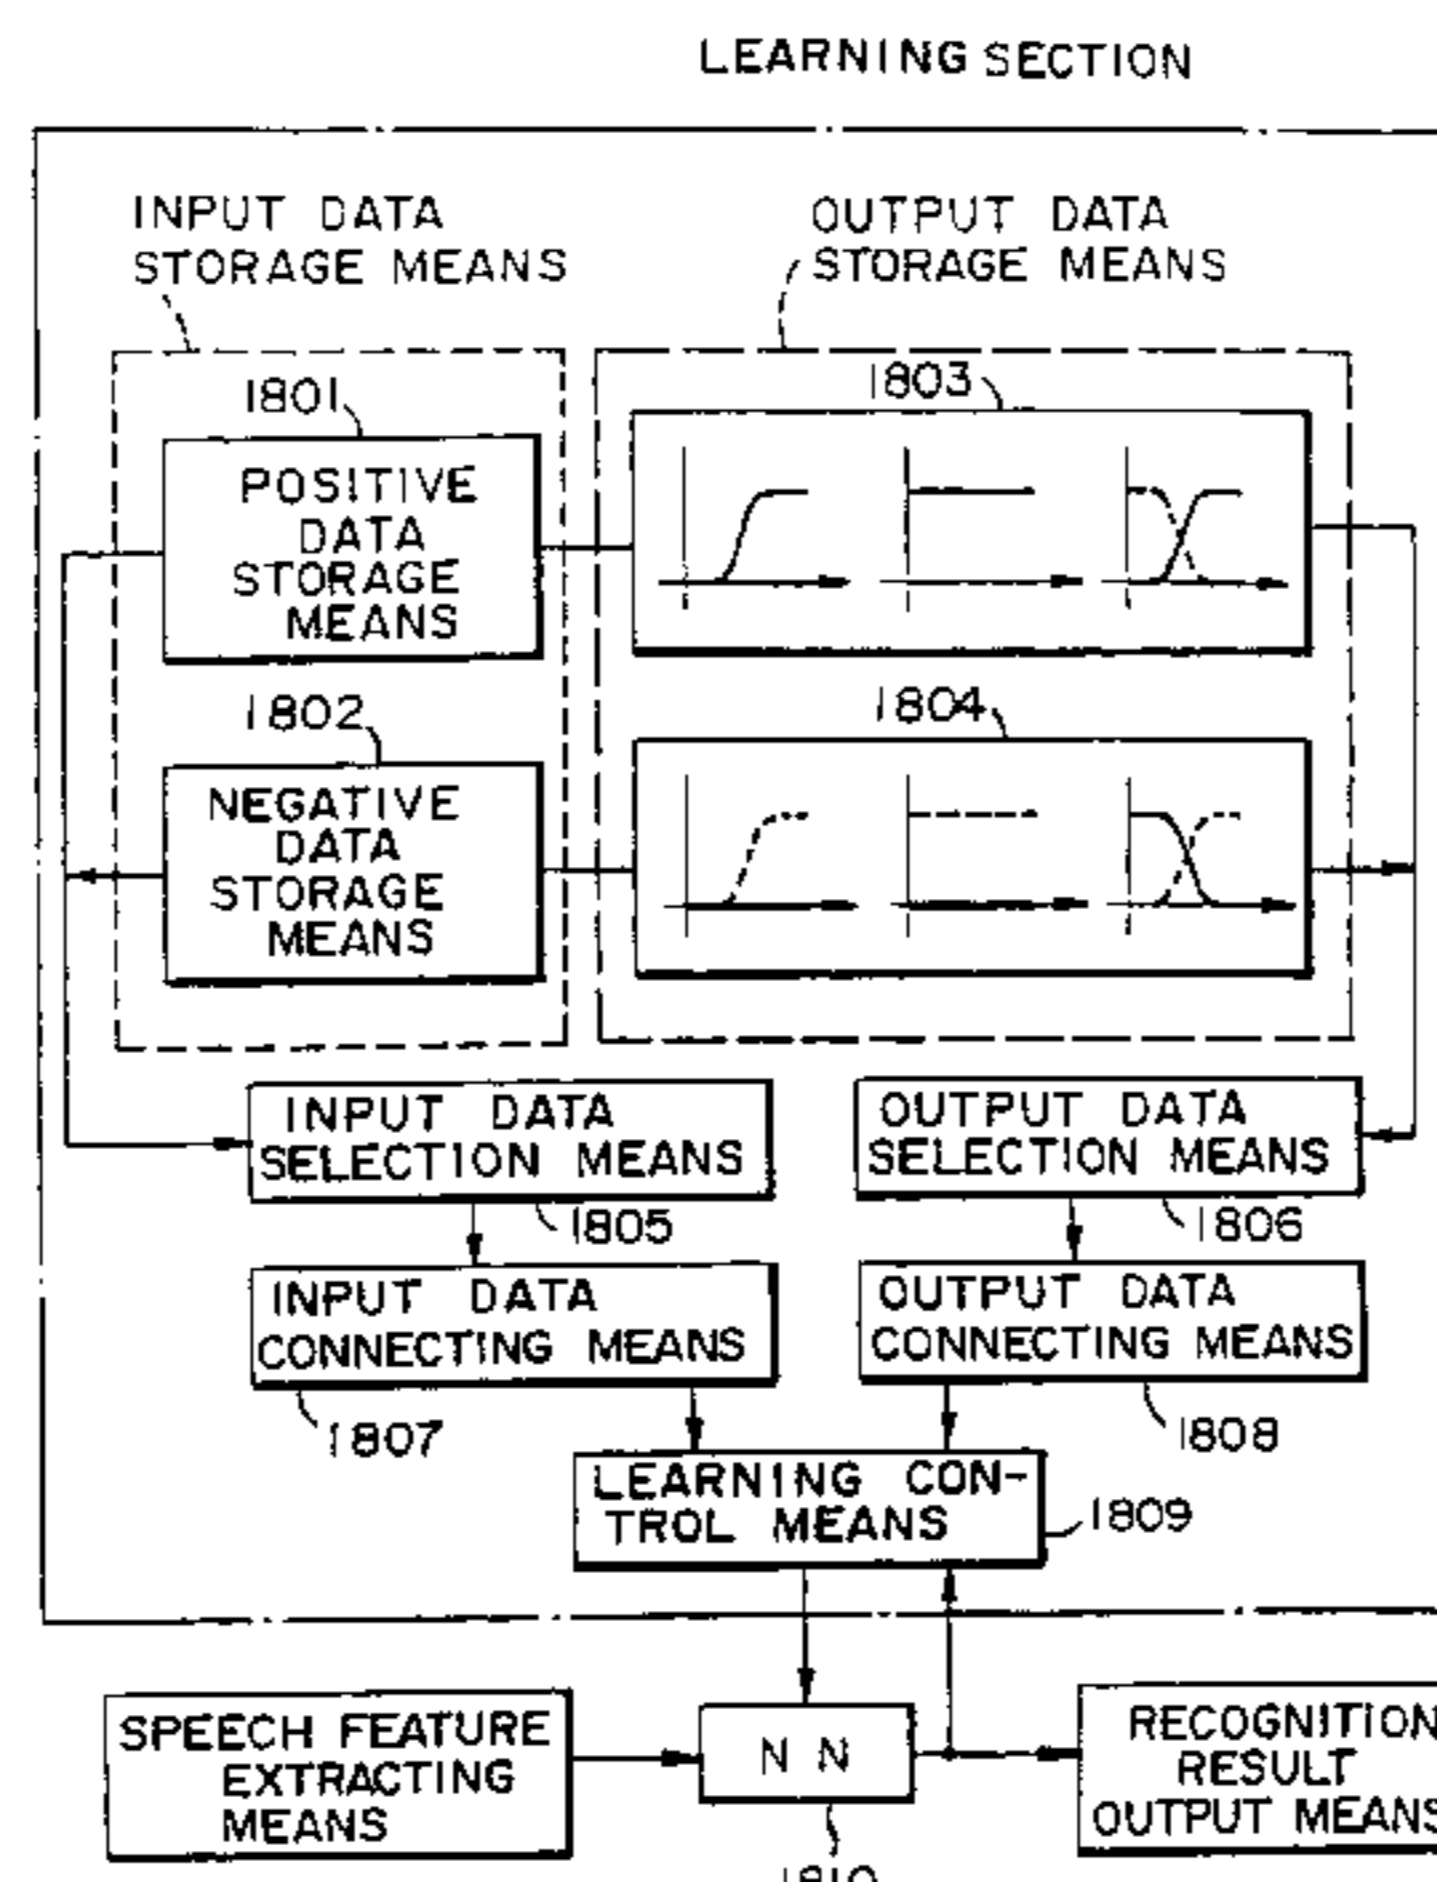 LEARNING SECTION
INPUT DATA
STORAGE MEANS
OUTPUT DATA
STORAGE MEANS
1801
POSITIVE
DATA
STORAGE
MEANS
1803
1802
NEGATIVE
DATA
STORAGE
MEANS
1804
INPUT DATA
SELECTION MEANS
1805
OUTPUT DATA
SELECTION MEANS
1806
INPUT DATA
CONNECTING MEANS
1807
OUTPUT DATA
CONNECTING MEANS
1808
LEARNING CON-
TROL MEANS
1809
SPEECH FEATURE
EXTRACTING
MEANS
N N
1810
RECOGNITION
RESULT
OUTPUT MEANS